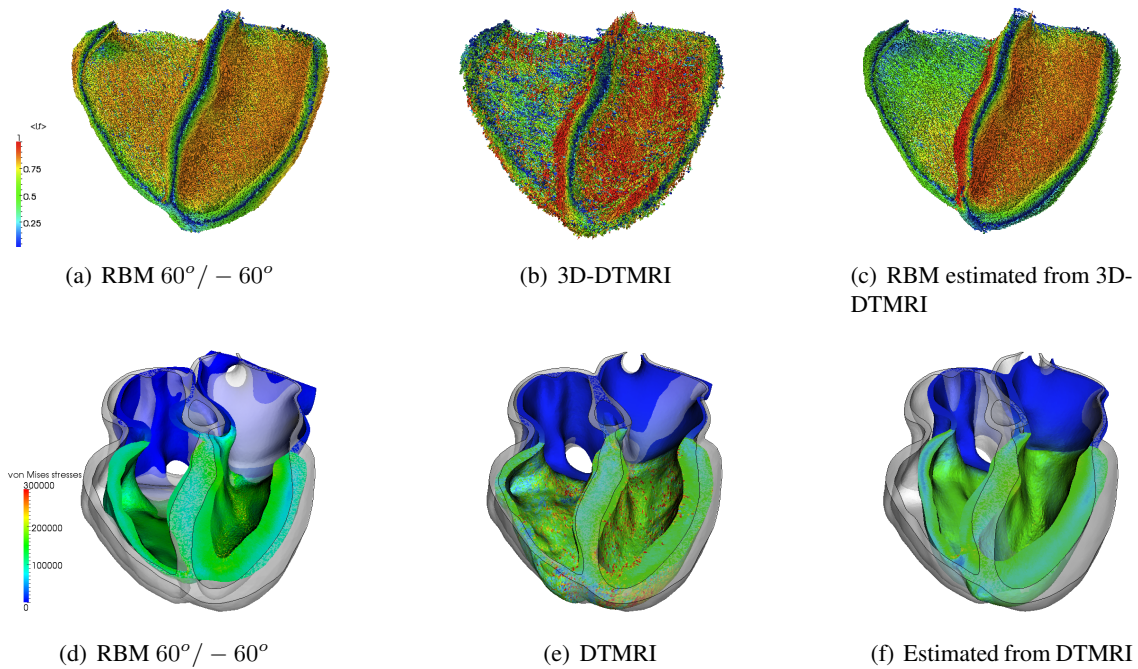 <lf>
1
0.75
0.5
0.25
(a) RBM 60° / − 60°
(b) 3D-DTMRI
(c) RBM estimated from 3D-
DTMRI
von Mises stresses
300000
200000
100000
0
(d) RBM 60° / − 60°
(e) DTMRI
(f) Estimated from DTMRI